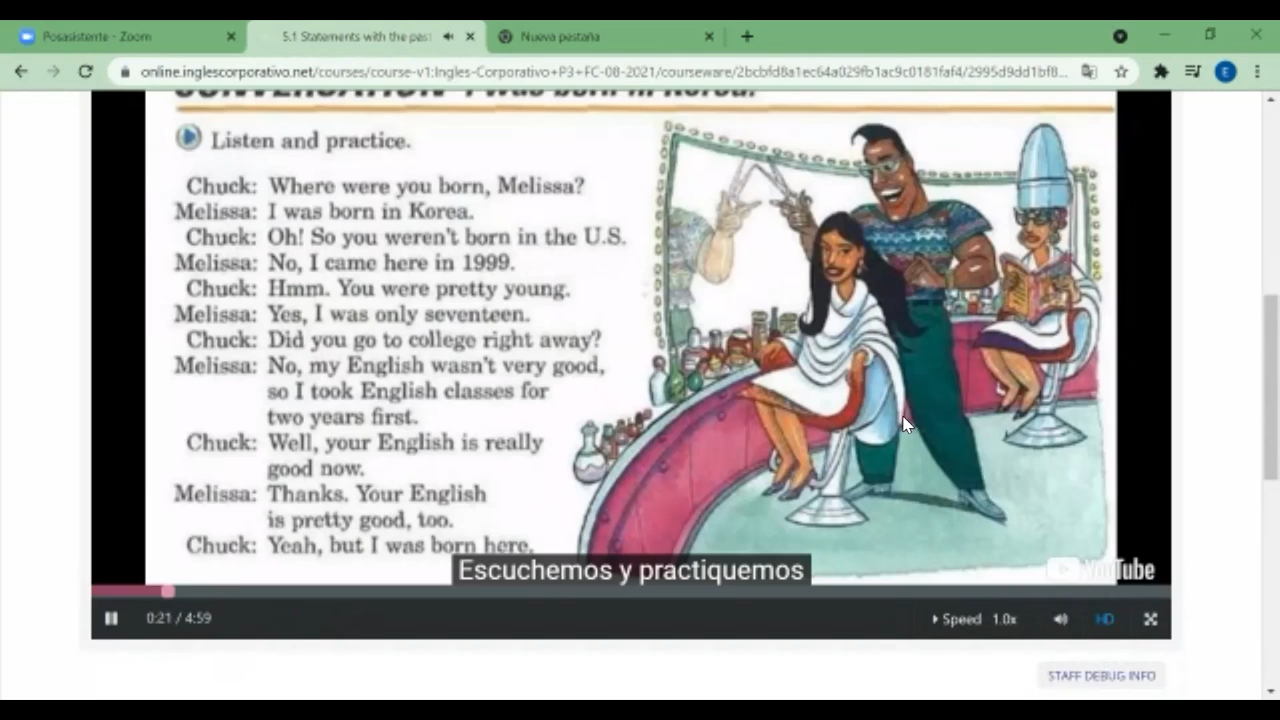 Posasistente - Zoom
5.1 Statements with the pas
Nueva pestaña
online.inglescorporativo.net/courses/course-v1:Ingles-Corporativo+P3+FC-08-2021/courseware/2bcbfd8a1ec64a029fb1ac9c0181faf4/2995d9dd1bf8...
E
CONVERSATION I was born in Korea.
Listen and practice.
Chuck: Where were you born, Melissa?
Melissa: I was born in Korea.
Chuck: Oh! So you weren't born in the U.S.
Melissa: No, I came here in 1999.
Chuck: Hmm. You were pretty young.
Melissa: Yes, I was only seventeen.
Chuck: Did you go to college right away?
Melissa: No, my English wasn't very good,
so I took English classes for
two years first.
Chuck: Well, your English is really
good now.
Melissa: Thanks. Your English
is pretty good, too.
Chuck: Yeah, but I was born here.
Escuchemos y practiquemos
YouTube
0:21 / 4:59
Speed 1.0x
HD
STAFF DEBUG INFO